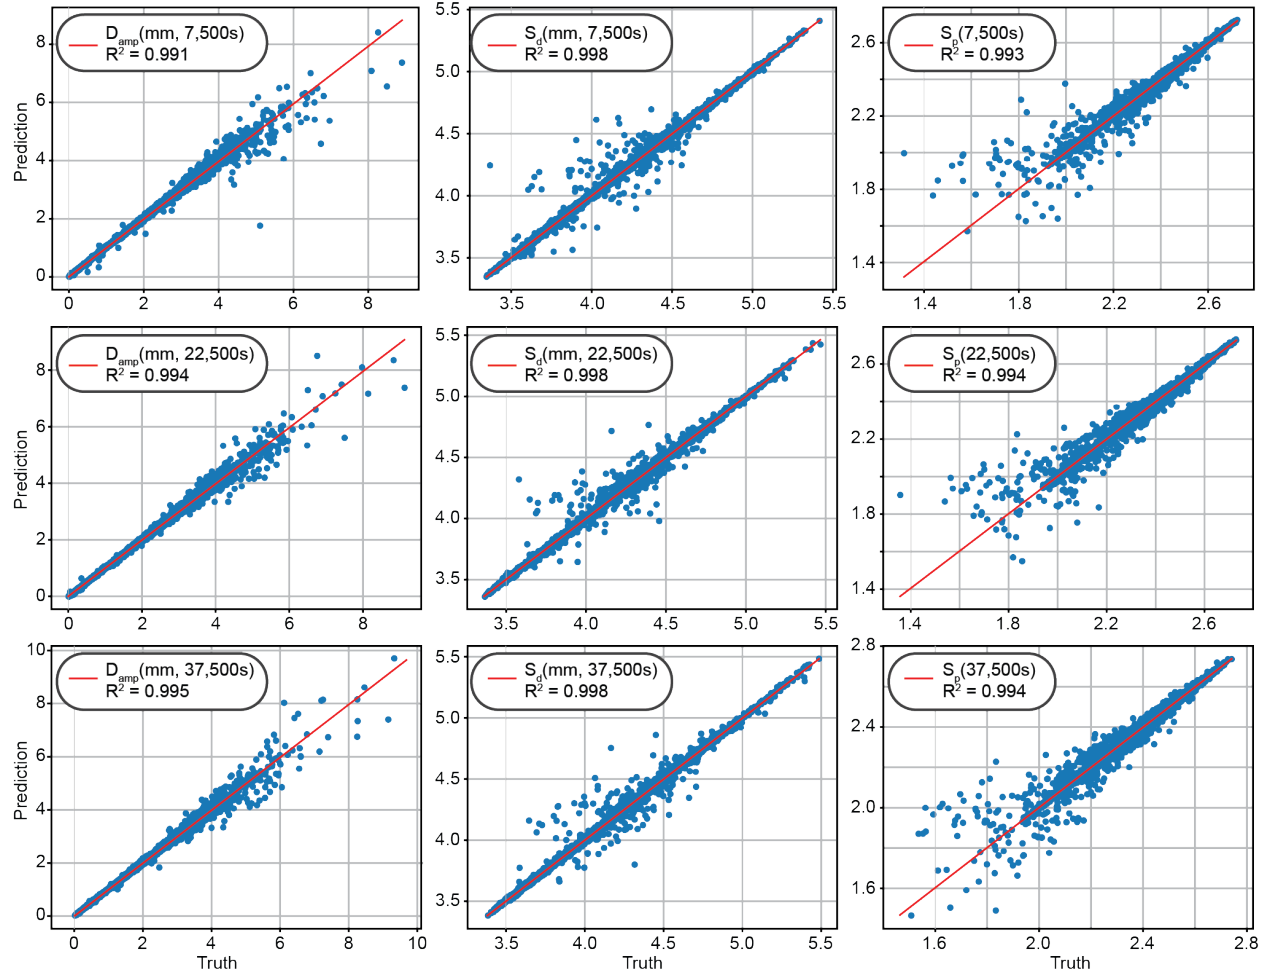 D_amp(mm, 7,500s)
R² = 0.991
Prediction
8
6
4
2
0
0 2 4 6 8
S_d(mm, 7,500s)
R² = 0.998
5.5
5.0
4.5
4.0
3.5
3.5 4.0 4.5 5.0 5.5
S_p(7,500s)
R² = 0.993
2.6
2.2
1.8
1.4
1.4 1.8 2.2 2.6
D_amp(mm, 22,500s)
R² = 0.994
Prediction
8
6
4
2
0
0 2 4 6 8
S_d(mm, 22,500s)
R² = 0.998
5.5
5.0
4.5
4.0
3.5
3.5 4.0 4.5 5.0 5.5
S_p(22,500s)
R² = 0.994
2.6
2.2
1.8
1.4
1.4 1.8 2.2 2.6
D_amp(mm, 37,500s)
R² = 0.995
Prediction
10
8
6
4
2
0
0 2 4 6 8 10
Truth
S_d(mm, 37,500s)
R² = 0.998
5.5
5.0
4.5
4.0
3.5
3.5 4.0 4.5 5.0 5.5
Truth
S_p(37,500s)
R² = 0.994
2.8
2.4
2.0
1.6
1.6 2.0 2.4 2.8
Truth